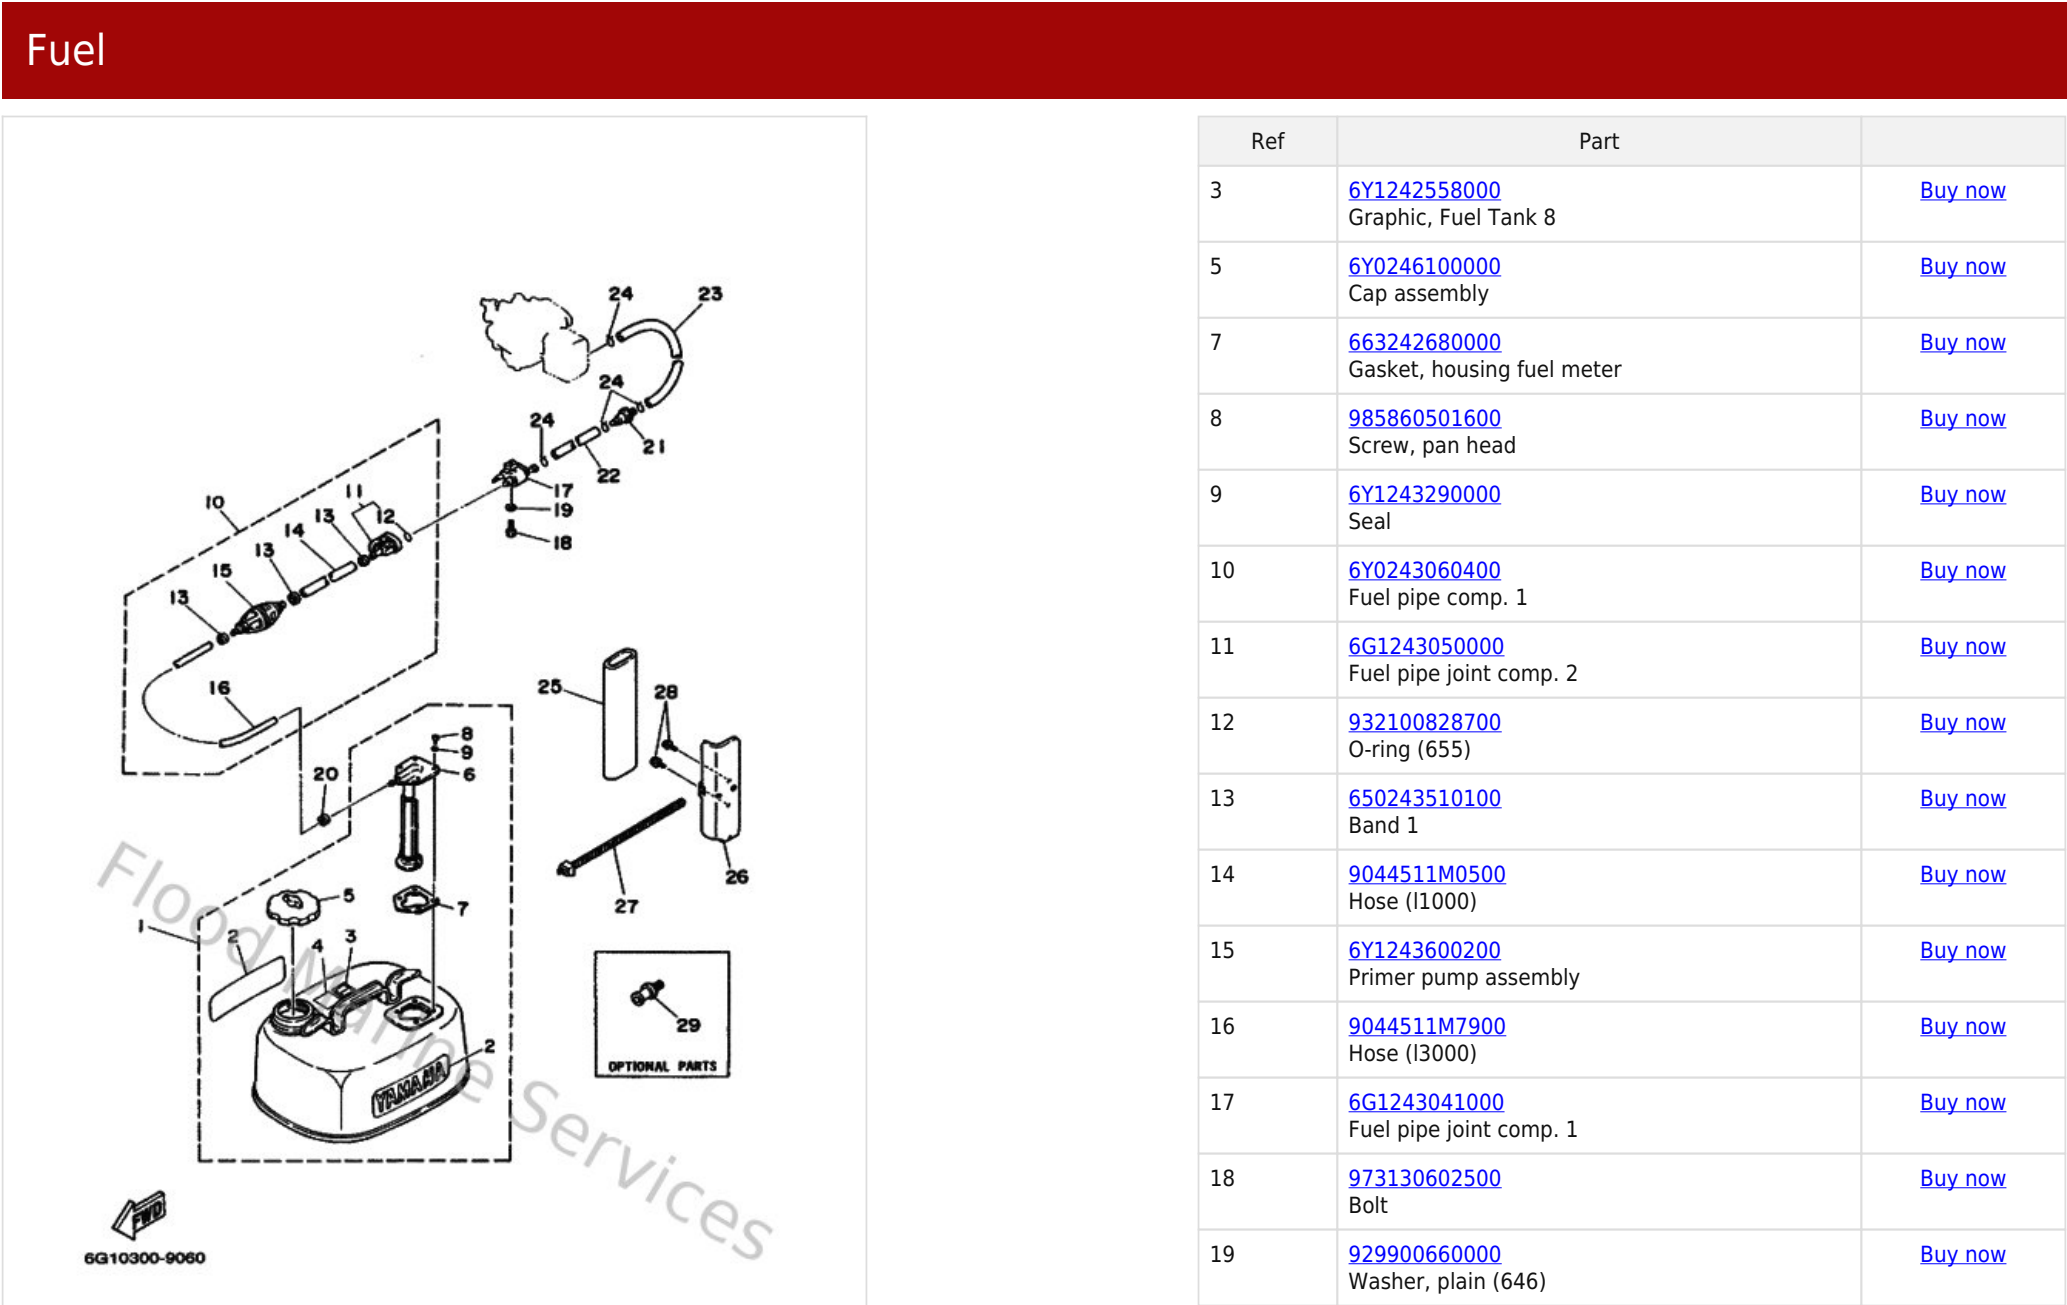 Fuel
24
23
24
24
21
22
10
11
17
13
12
19
14
18
13
15
13
16
25
28
8
9
20
6
26
5
27
7
1
2
4
3
29
2
OPTIONAL PARTS
YAMAHA
FWD
6G10300-9060
Flood Marine Services
Ref Part
3 6Y1242558000 Buy now
Graphic, Fuel Tank 8
5 6Y0246100000 Buy now
Cap assembly
7 663242680000 Buy now
Gasket, housing fuel meter
8 985860501600 Buy now
Screw, pan head
9 6Y1243290000 Buy now
Seal
10 6Y0243060400 Buy now
Fuel pipe comp. 1
11 6G1243050000 Buy now
Fuel pipe joint comp. 2
12 932100828700 Buy now
O-ring (655)
13 650243510100 Buy now
Band 1
14 9044511M0500 Buy now
Hose (l1000)
15 6Y1243600200 Buy now
Primer pump assembly
16 9044511M7900 Buy now
Hose (l3000)
17 6G1243041000 Buy now
Fuel pipe joint comp. 1
18 973130602500 Buy now
Bolt
19 929900660000 Buy now
Washer, plain (646)